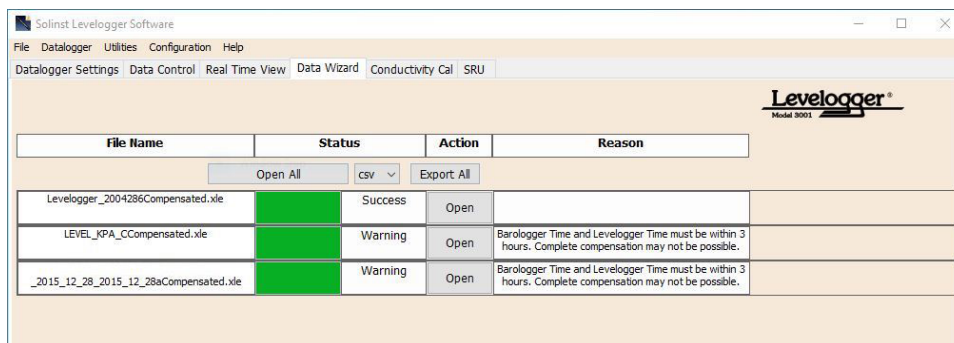 Solinst Levelogger Software
File Datalogger Utilities Configuration Help
Datalogger Settings Data Control Real Time View Data Wizard Conductivity Cal SRU
Levelogger®
Model 3001
File Name Status Action Reason
Open All csv Export All
Levelogger_2004286Compensated.xle Success Open
LEVEL_KPA_CCompensated.xle Warning Open Barologger Time and Levelogger Time must be within 3
hours. Complete compensation may not be possible.
_2015_12_28_2015_12_28aCompensated.xle Warning Open Barologger Time and Levelogger Time must be within 3
hours. Complete compensation may not be possible.